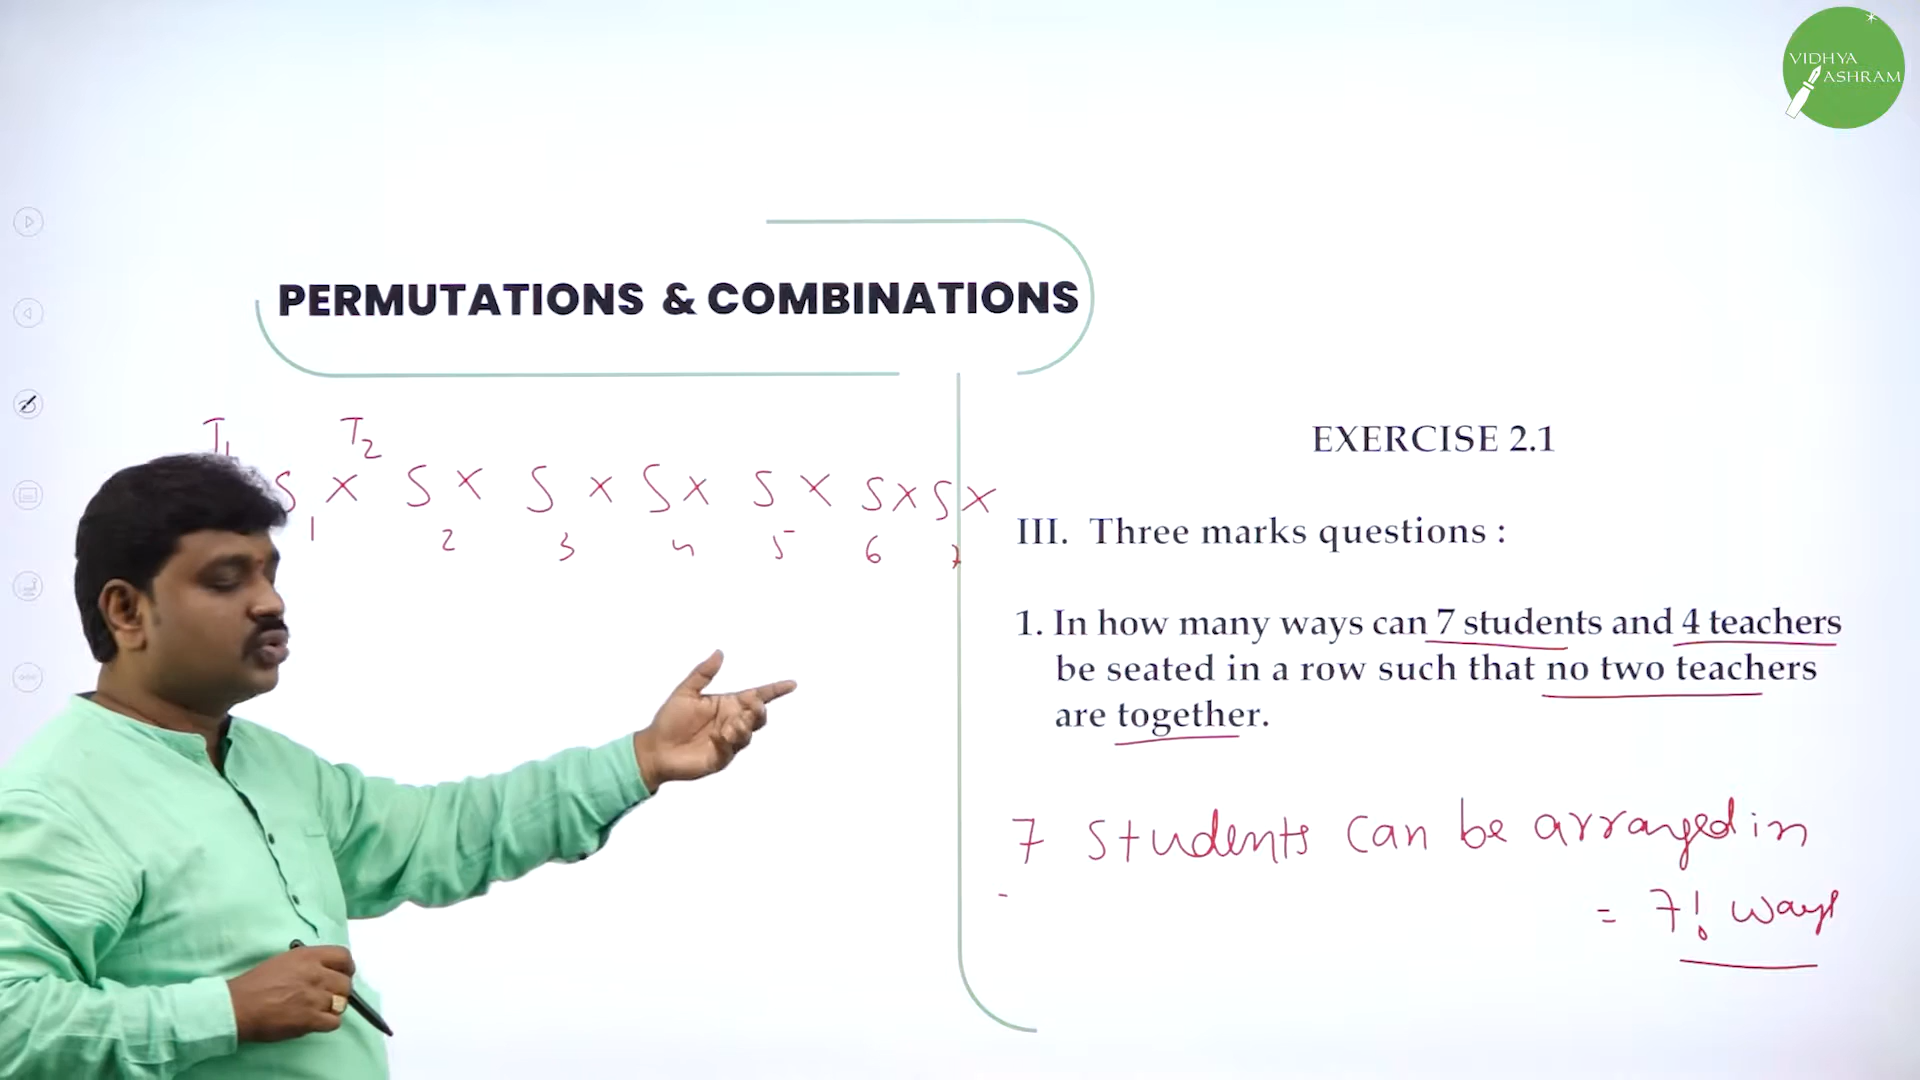 VIDHYA
ASHRAM
PERMUTATIONS & COMBINATIONS
T₁ T₂
S × S × S × S × S × S × S ×
1 2 3 4 5 6 7
EXERCISE 2.1
III. Three marks questions :
1. In how many ways can 7 students and 4 teachers
be seated in a row such that no two teachers
are together.
7 Students can be arranged in
= 7! ways